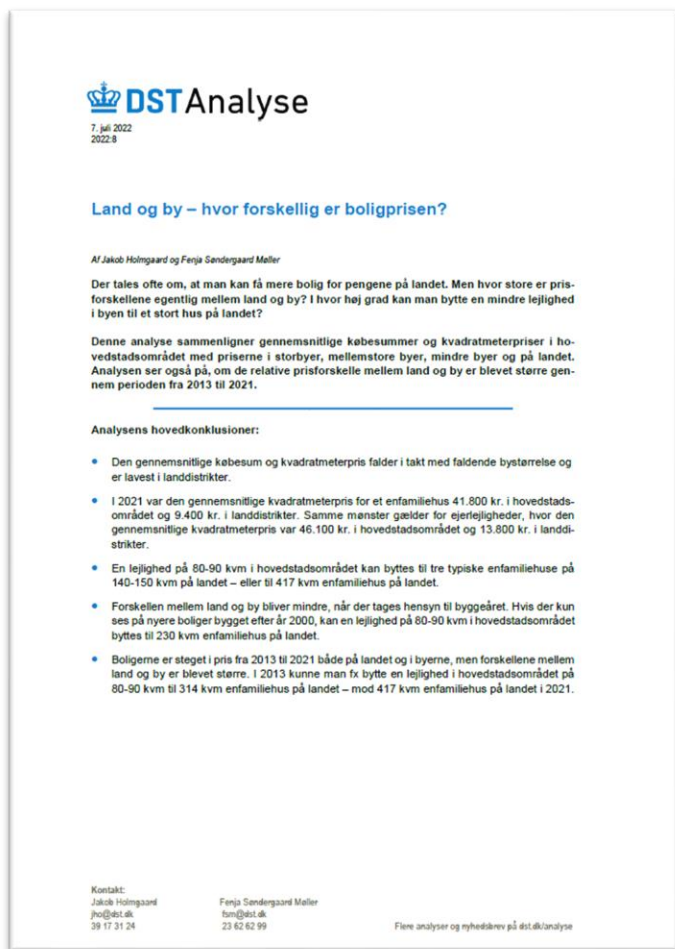 DSTAnalyse
7. juli 2022
2022:8
Land og by – hvor forskellig er boligprisen?
Af Jakob Holmgaard og Fenja Søndergaard Møller
Der tales ofte om, at man kan få mere bolig for pengene på landet. Men hvor store er pris-
forskellene egentlig mellem land og by? I hvor høj grad kan man bytte en mindre lejlighed
i byen til et stort hus på landet?
Denne analyse sammenligner gennemsnitlige købesummer og kvadratmeterpriser i ho-
vedstadsområdet med priserne i storbyer, mellemstore byer, mindre byer og på landet.
Analysen ser også på, om de relative prisforskelle mellem land og by er blevet større gen-
nem perioden fra 2013 til 2021.
Analysens hovedkonklusioner:
• Den gennemsnitlige købesum og kvadratmeterpris falder i takt med faldende bystørrelse og
er lavest i landdistrikter.
• I 2021 var den gennemsnitlige kvadratmeterpris for et enfamiliehus 41.800 kr. i hovedstads-
området og 9.400 kr. i landdistrikter. Samme mønster gælder for ejerlejligheder, hvor den
gennemsnitlige kvadratmeterpris var 46.100 kr. i hovedstadsområdet og 13.800 kr. i landdi-
strikter.
• En lejlighed på 80-90 kvm i hovedstadsområdet kan byttes til tre typiske enfamiliehuse på
140-150 kvm på landet – eller til 417 kvm enfamiliehus på landet.
• Forskellen mellem land og by bliver mindre, når der tages hensyn til byggeåret. Hvis der kun
ses på nyere boliger bygget efter år 2000, kan en lejlighed på 80-90 kvm i hovedstadsområdet
byttes til 230 kvm enfamiliehus på landet.
• Boligerne er steget i pris fra 2013 til 2021 både på landet og i byerne, men forskellene mellem
land og by er blevet større. I 2013 kunne man fx bytte en lejlighed i hovedstadsområdet på
80-90 kvm til 314 kvm enfamiliehus på landet – mod 417 kvm enfamiliehus på landet i 2021.
Kontakt:
Jakob Holmgaard Fenja Søndergaard Møller
jho@dst.dk fsm@dst.dk
39 17 31 24 23 62 62 99 Flere analyser og nyhedsbrev på dst.dk/analyse